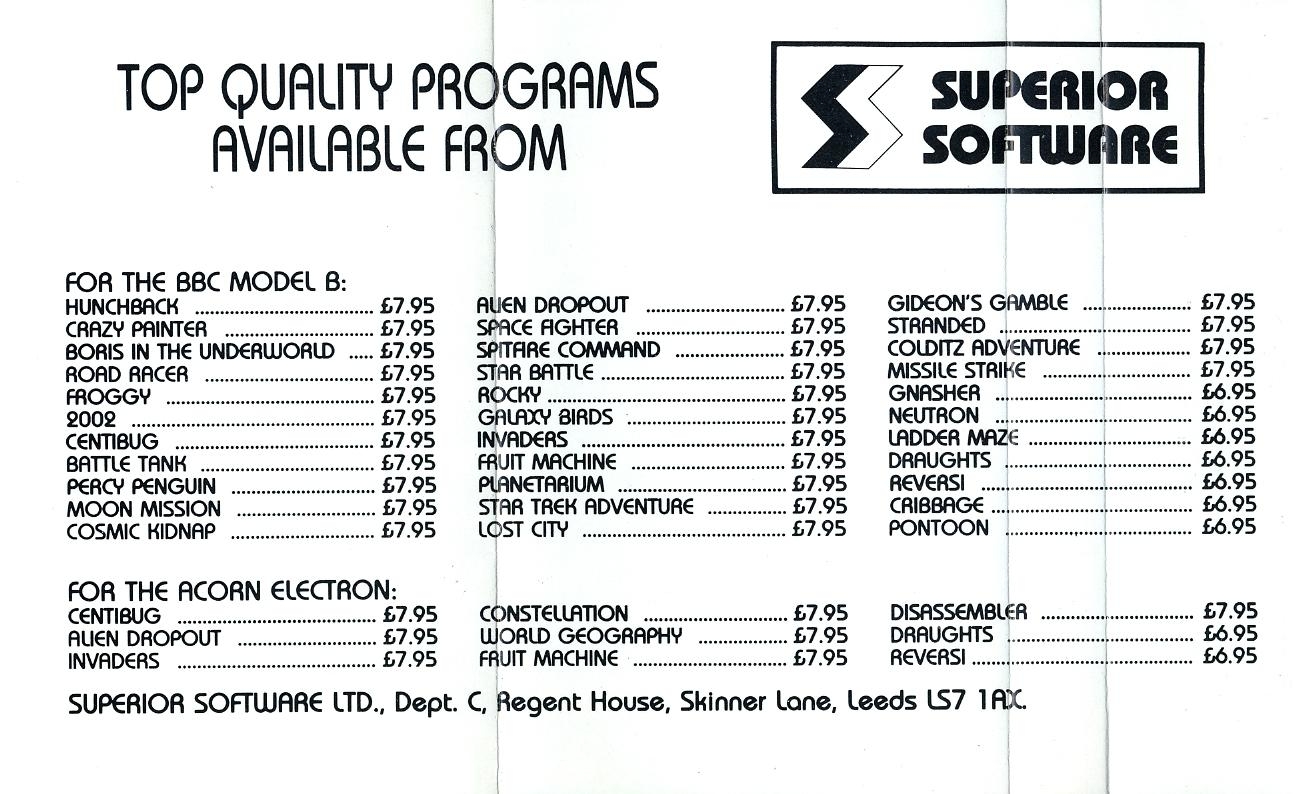 TOP QUALITY PROGRAMS
AVAILABLE FROM
SUPERIOR
SOFTWARE
FOR THE BBC MODEL B:
HUNCHBACK ................ £7.95
CRAZY PAINTER ................ £7.95
BORIS IN THE UNDERWORLD ..... £7.95
ROAD RACER ................ £7.95
FROGGY ................ £7.95
2002 ................ £7.95
CENTIBUG ................ £7.95
BATTLE TANK ................ £7.95
PERCY PENGUIN ................ £7.95
MOON MISSION ................ £7.95
COSMIC KIDNAP ................ £7.95
ALIEN DROPOUT ................ £7.95
SPACE FIGHTER ................ £7.95
SPITFIRE COMMAND ................ £7.95
STAR BATTLE ................ £7.95
ROCKY ................ £7.95
GALAXY BIRDS ................ £7.95
INVADERS ................ £7.95
FRUIT MACHINE ................ £7.95
PLANETARIUM ................ £7.95
STAR TREK ADVENTURE ................ £7.95
LOST CITY ................ £7.95
GIDEON'S GAMBLE ................ £7.95
STRANDED ................ £7.95
COLDITZ ADVENTURE ................ £7.95
MISSILE STRIKE ................ £7.95
GNASHER ................ £6.95
NEUTRON ................ £6.95
LADDER MAZE ................ £6.95
DRAUGHTS ................ £6.95
REVERSI ................ £6.95
CRIBBAGE ................ £6.95
PONTOON ................ £6.95
FOR THE ACORN ELECTRON:
CENTIBUG ................ £7.95
ALIEN DROPOUT ................ £7.95
INVADERS ................ £7.95
CONSTELLATION ................ £7.95
WORLD GEOGRAPHY ................ £7.95
FRUIT MACHINE ................ £7.95
DISASSEMBLER ................ £7.95
DRAUGHTS ................ £6.95
REVERSI ................ £6.95
SUPERIOR SOFTWARE LTD., Dept. C, Regent House, Skinner Lane, Leeds LS7 1AX.